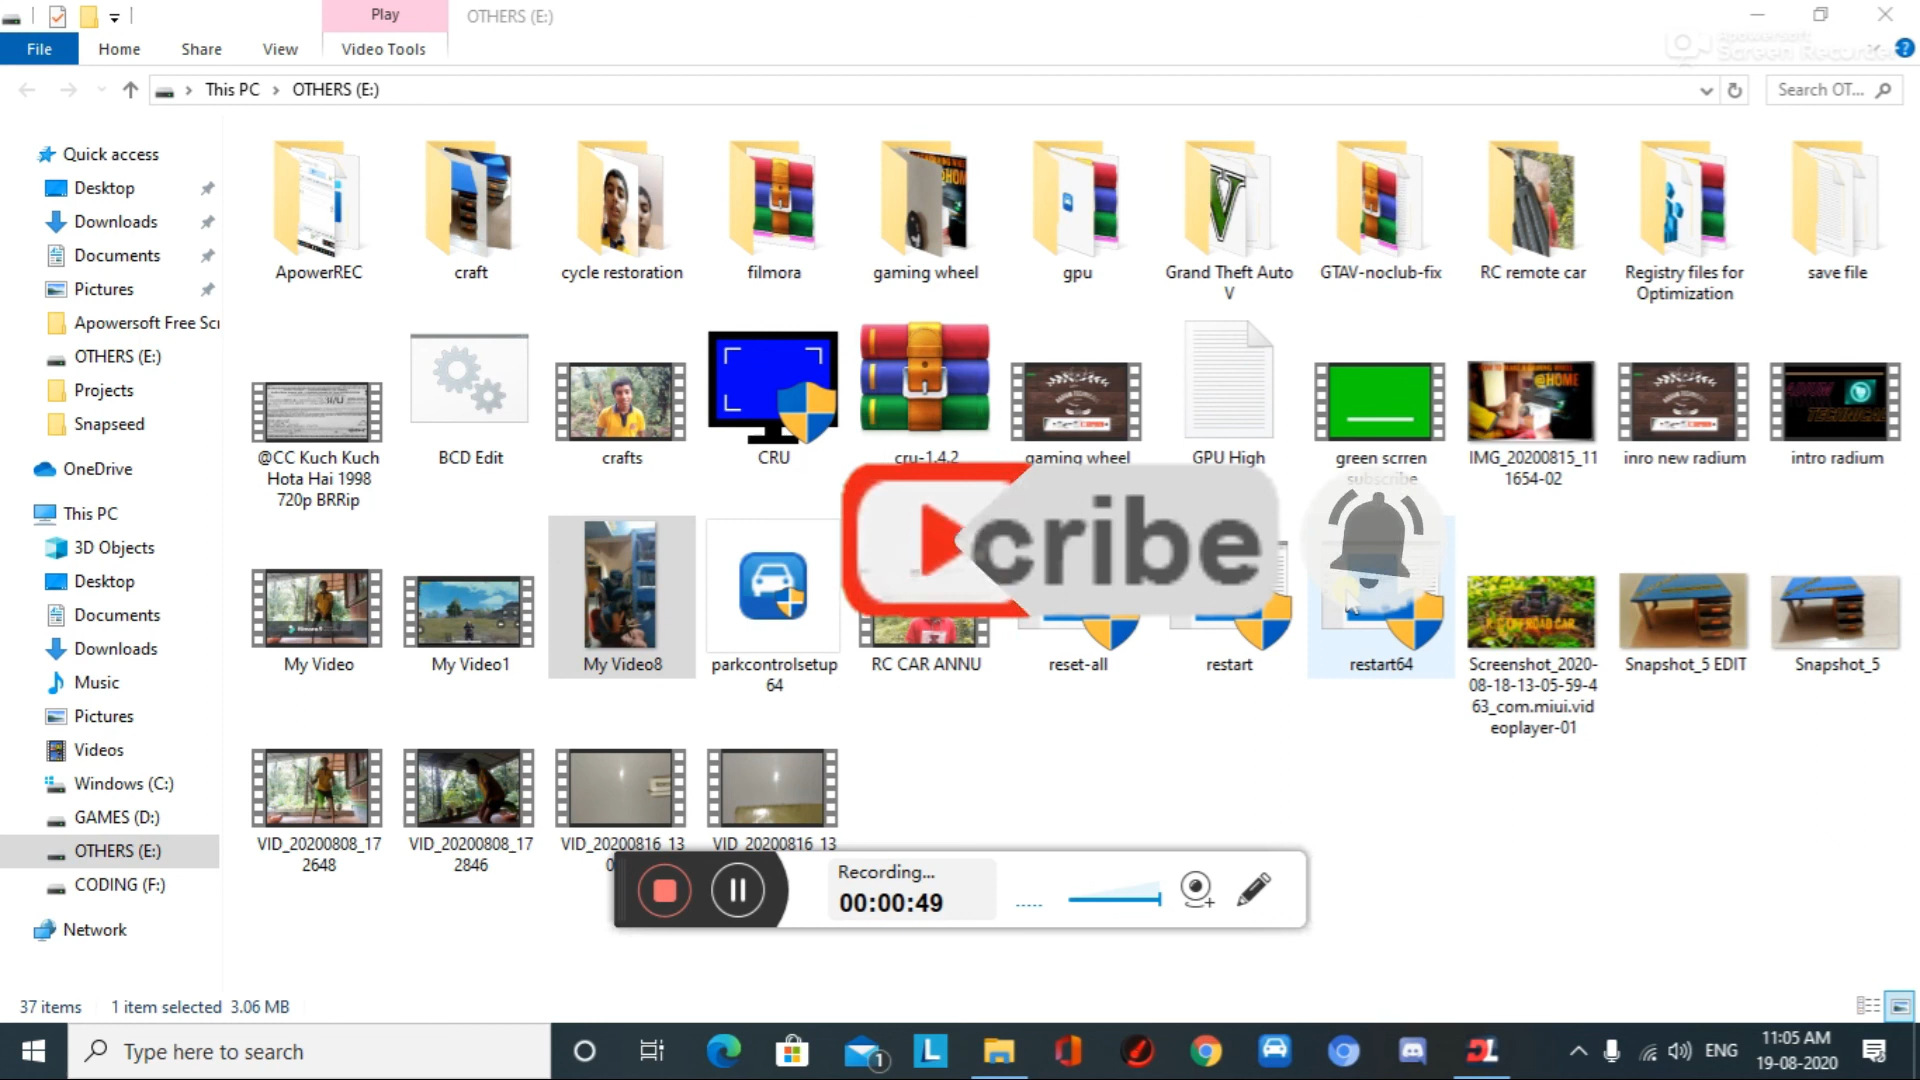 Play
OTHERS (E:)
Apowersoft
Screen Recorder
File
Home
Share
View
Video Tools
This PC
OTHERS (E:)
Search OT...
Quick access
Desktop
Downloads
Documents
Pictures
Apowersoft Free Scr
OTHERS (E:)
Projects
Snapseed
OneDrive
This PC
3D Objects
Desktop
Documents
Downloads
Music
Pictures
Videos
Windows (C:)
GAMES (D:)
OTHERS (E:)
CODING (F:)
Network
ApowerREC
craft
cycle restoration
filmora
gaming wheel
gpu
Grand Theft Auto
V
GTAV-noclub-fix
RC remote car
Registry files for
Optimization
save file
@HOME
@CC Kuch Kuch
Hota Hai 1998
720p BRRip
BCD Edit
crafts
CRU
cru-1.4.2
gaming wheel
GPU High
green scrren
subscribe
IMG_20200815_11
1654-02
inro new radium
intro radium
cribe
My Video
My Video1
My Video8
parkcontrolsetup
64
RC CAR ANNU
reset-all
restart
restart64
Screenshot_2020-
08-18-13-05-59-4
63_com.miui.vid
eoplayer-01
Snapshot_5 EDIT
Snapshot_5
VID_20200808_17
2648
VID_20200808_17
2846
VID_20200816_13
VID_20200816_13
Recording...
00:00:49
37 items
1 item selected 3.06 MB
Type here to search
1
ENG
11:05 AM
19-08-2020